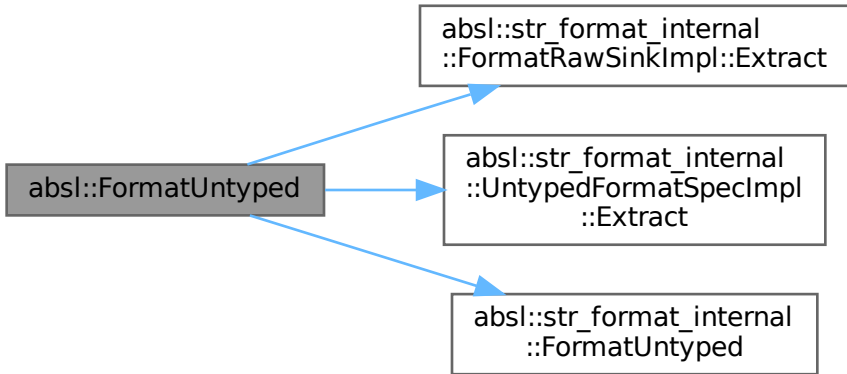 absl::str_format_internal
::FormatRawSinkImpl::Extract
absl::FormatUntyped
absl::str_format_internal
::UntypedFormatSpecImpl
::Extract
absl::str_format_internal
::FormatUntyped